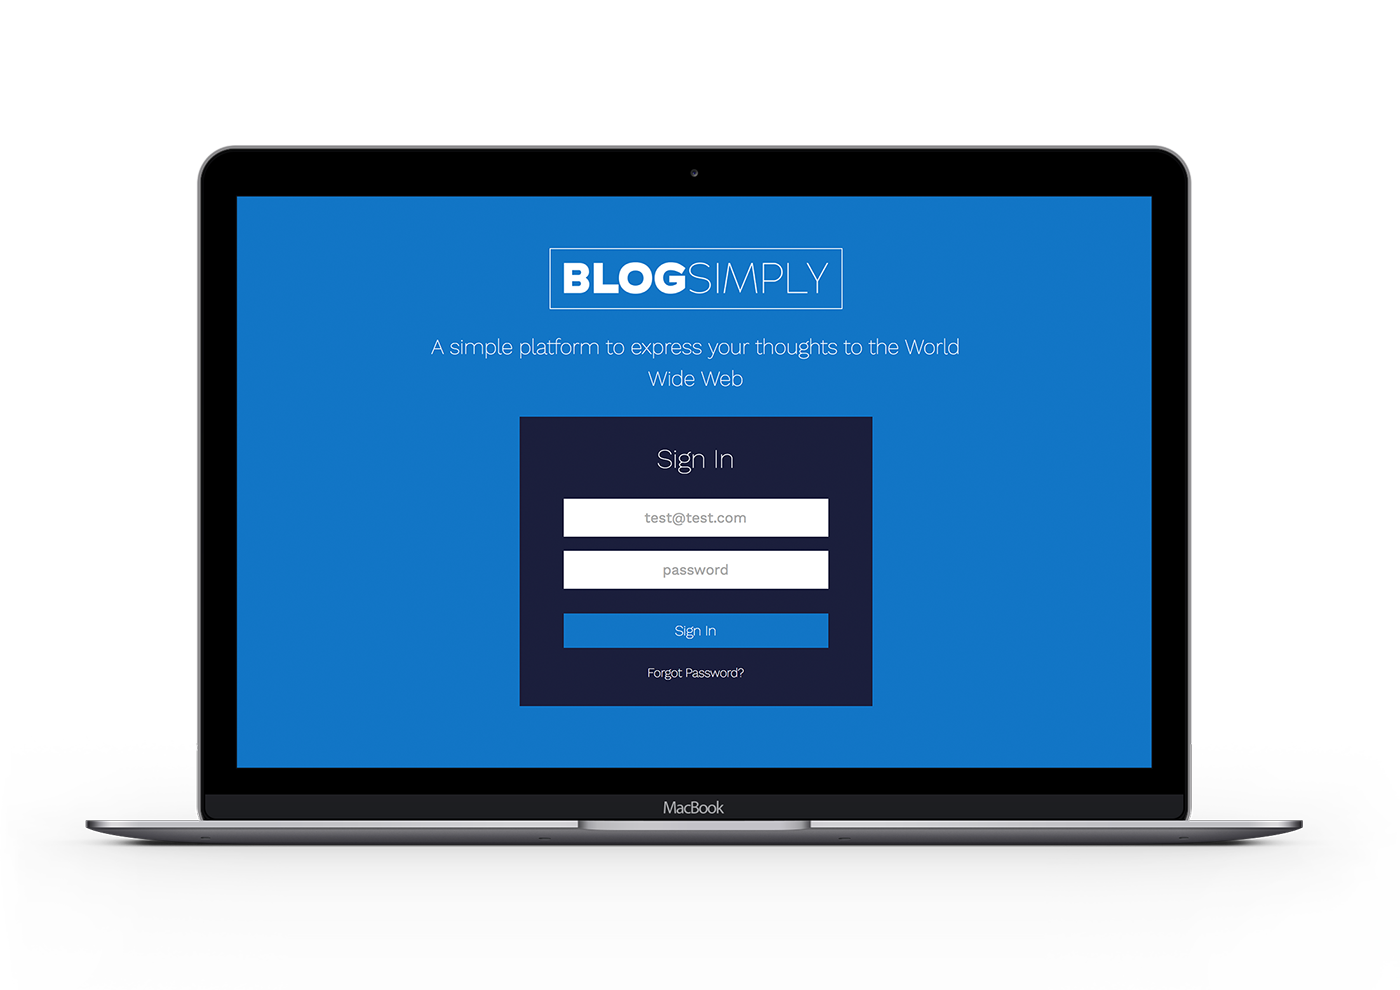 BLOGSIMPLY
A simple platform to express your thoughts to the World
Wide Web
Sign In
test@test.com
password
Sign In
Forgot Password?
MacBook